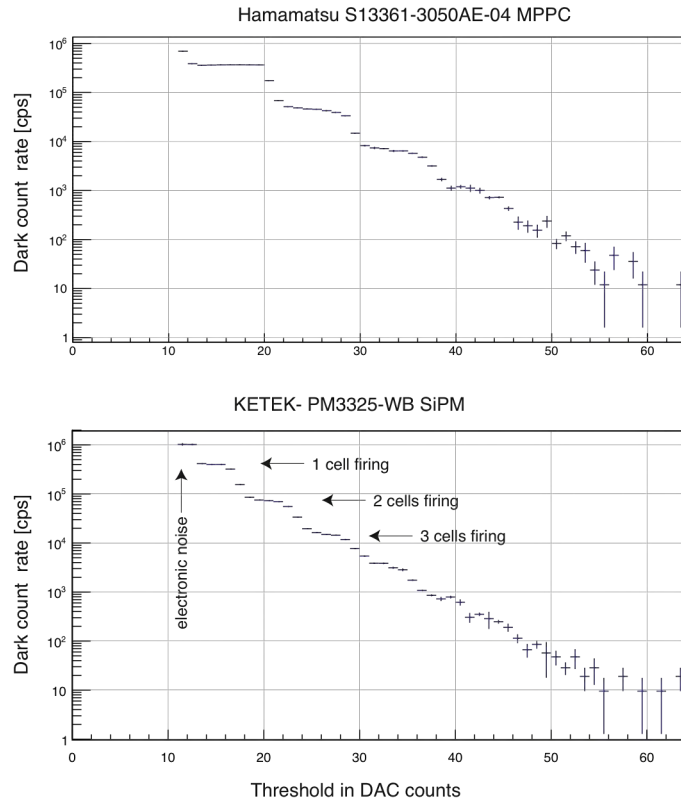 Hamamatsu S13361-3050AE-04 MPPC
Dark count rate [cps]
10⁶
10⁵
10⁴
10³
10²
10
1
0 10 20 30 40 50 60
KETEK- PM3325-WB SiPM
Dark count rate [cps]
10⁶
10⁵
10⁴
10³
10²
10
1
1 cell firing
2 cells firing
3 cells firing
electronic noise
0 10 20 30 40 50 60
Threshold in DAC counts